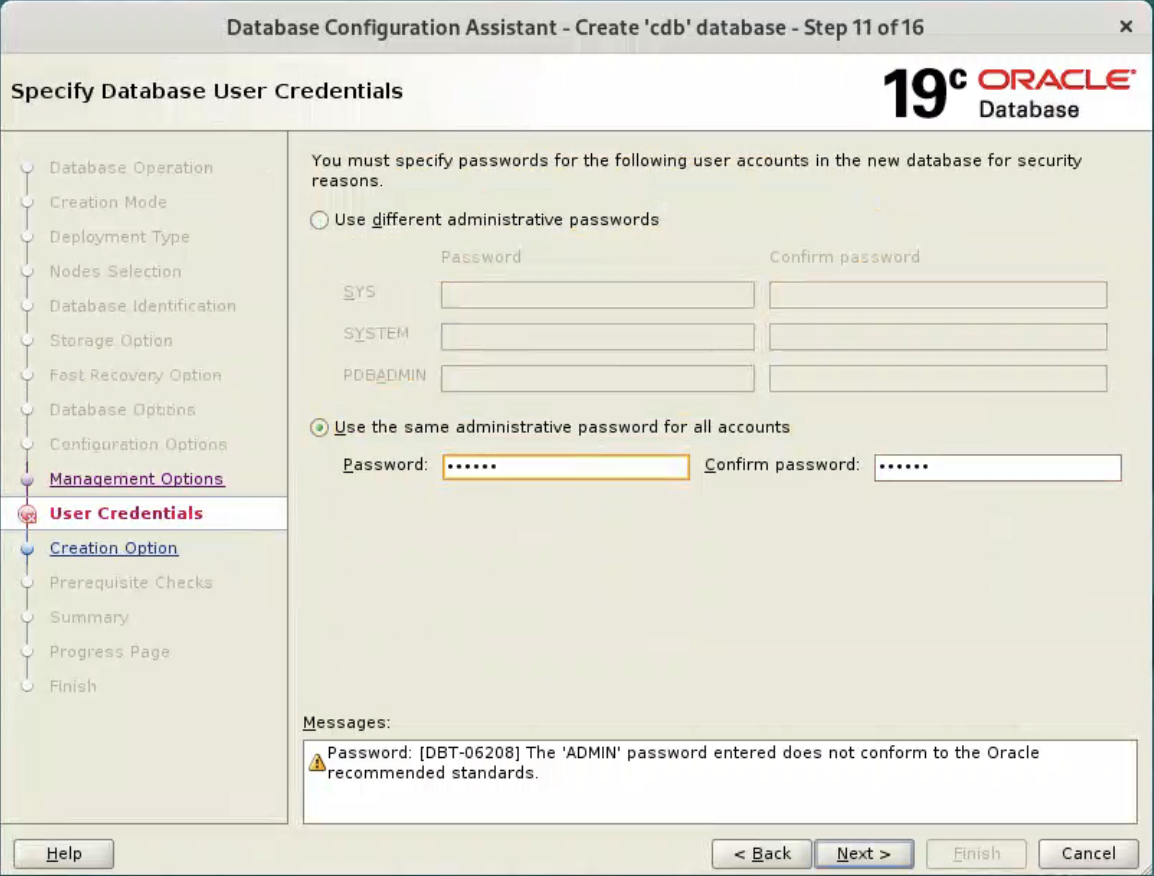 Database Configuration Assistant - Create 'cdb' database - Step 11 of 16
×
Specify Database User Credentials
19c ORACLE
Database
Database Operation
Creation Mode
Deployment Type
Nodes Selection
Database Identification
Storage Option
Fast Recovery Option
Database Options
Configuration Options
Management Options
User Credentials
Creation Option
Prerequisite Checks
Summary
Progress Page
Finish
You must specify passwords for the following user accounts in the new database for security
reasons.
Use different administrative passwords
Password Confirm password
SYS
SYSTEM
PDBADMIN
Use the same administrative password for all accounts
Password: •••••• Confirm password: ••••••
Messages:
Password: [DBT-06208] The 'ADMIN' password entered does not conform to the Oracle
recommended standards.
Help < Back Next > Finish Cancel